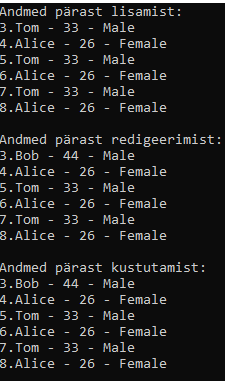 Andmed pärast lisamist:
3.Tom - 33 - Male
4.Alice - 26 - Female
5.Tom - 33 - Male
6.Alice - 26 - Female
7.Tom - 33 - Male
8.Alice - 26 - Female
Andmed pärast redigeerimist:
3.Bob - 44 - Male
4.Alice - 26 - Female
5.Tom - 33 - Male
6.Alice - 26 - Female
7.Tom - 33 - Male
8.Alice - 26 - Female
Andmed pärast kustutamist:
3.Bob - 44 - Male
4.Alice - 26 - Female
5.Tom - 33 - Male
6.Alice - 26 - Female
7.Tom - 33 - Male
8.Alice - 26 - Female